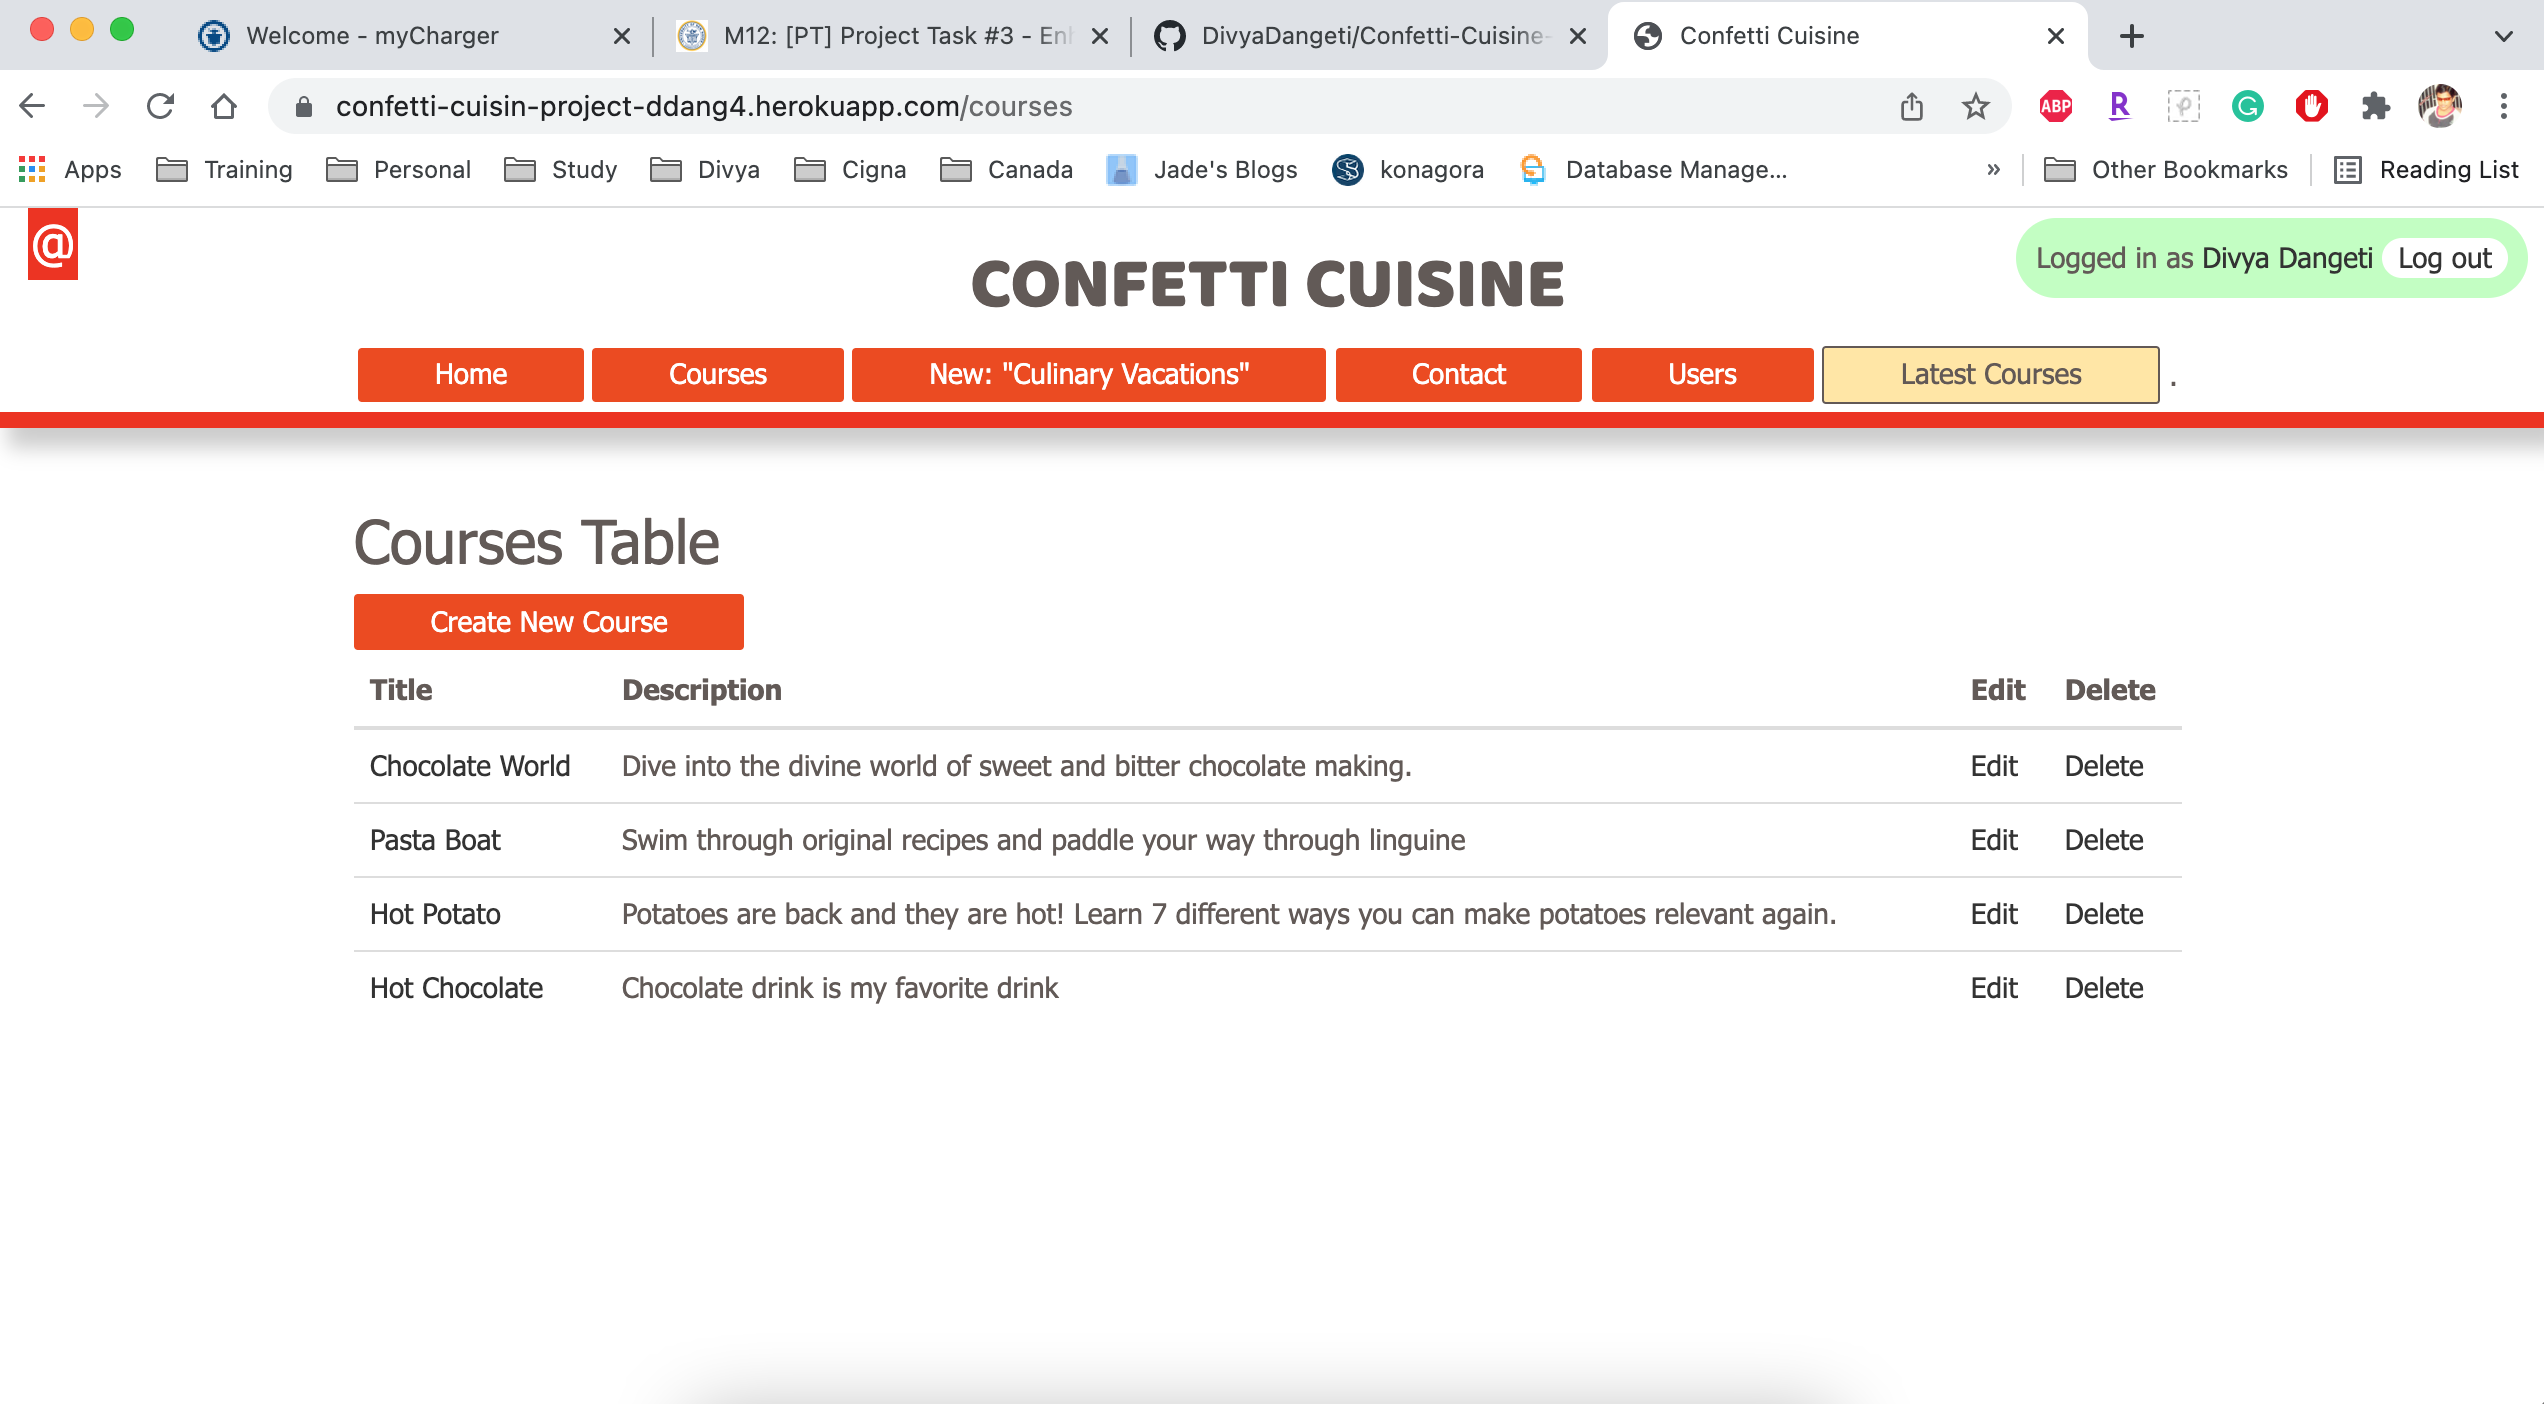 Welcome - myCharger
M12: [PT] Project Task #3 - Enh
DivyaDangeti/Confetti-Cuisine-
Confetti Cuisine
confetti-cuisin-project-ddang4.herokuapp.com/courses
ABP
R
Apps
Training
Personal
Study
Divya
Cigna
Canada
Jade's Blogs
konagora
Database Manage...
»
Other Bookmarks
Reading List
@
CONFETTI CUISINE
Logged in as Divya Dangeti Log out
Home Courses New: "Culinary Vacations" Contact Users Latest Courses .
Courses Table
Create New Course
Title Description Edit Delete
Chocolate World Dive into the divine world of sweet and bitter chocolate making. Edit Delete
Pasta Boat Swim through original recipes and paddle your way through linguine Edit Delete
Hot Potato Potatoes are back and they are hot! Learn 7 different ways you can make potatoes relevant again. Edit Delete
Hot Chocolate Chocolate drink is my favorite drink Edit Delete